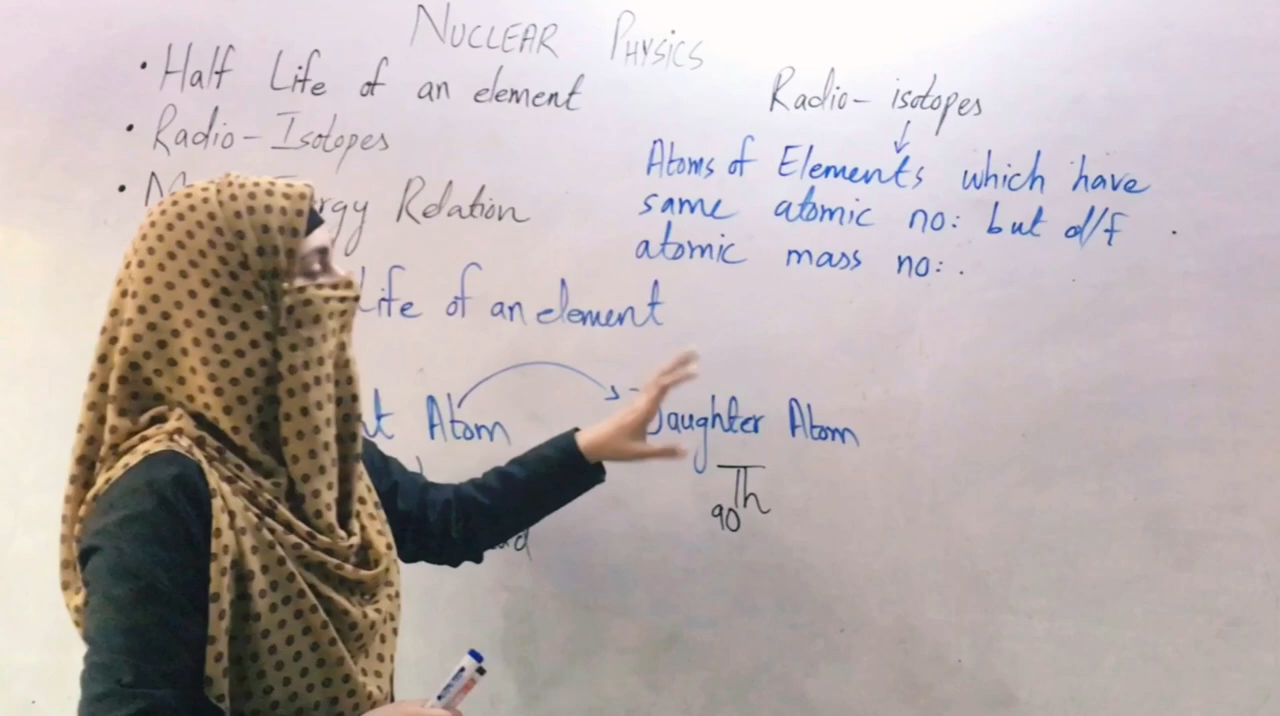 NUCLEAR PHYSICS
• Half Life of an element
• Radio-Isotopes
• Relation
Life of an element
Atom Daughter Atom
90Th
Radio-isotopes
↓
Atoms of Elements which have
same atomic no: but d/f
atomic mass no:.